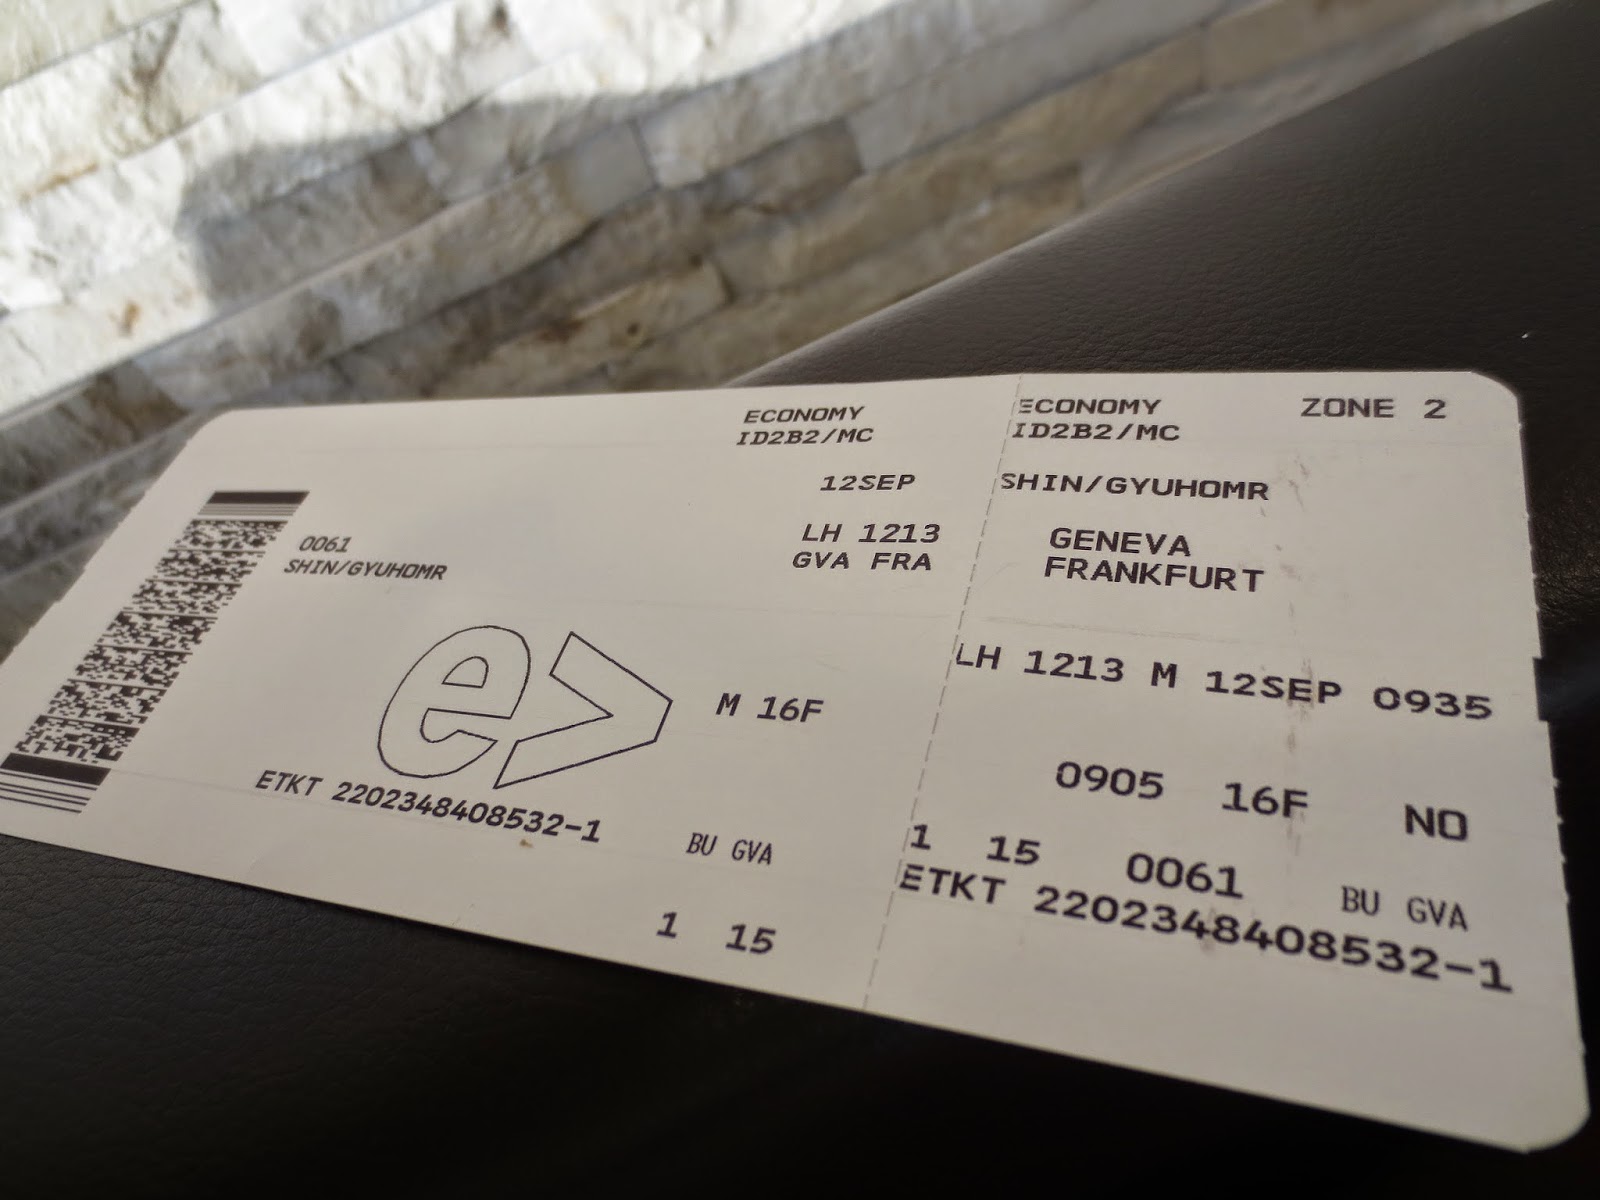 ECONOMY
ID2B2/MC
12SEP
LH 1213
GVA FRA
0061
SHIN/GYUHOMR
e>
M 16F
ETKT 2202348408532-1
BU GVA
1 15
ECONOMY ZONE 2
ID2B2/MC
SHIN/GYUHOMR
GENEVA
FRANKFURT
LH 1213 M 12SEP 0935
0905 16F NO
1 15 0061 BU GVA
ETKT 2202348408532-1